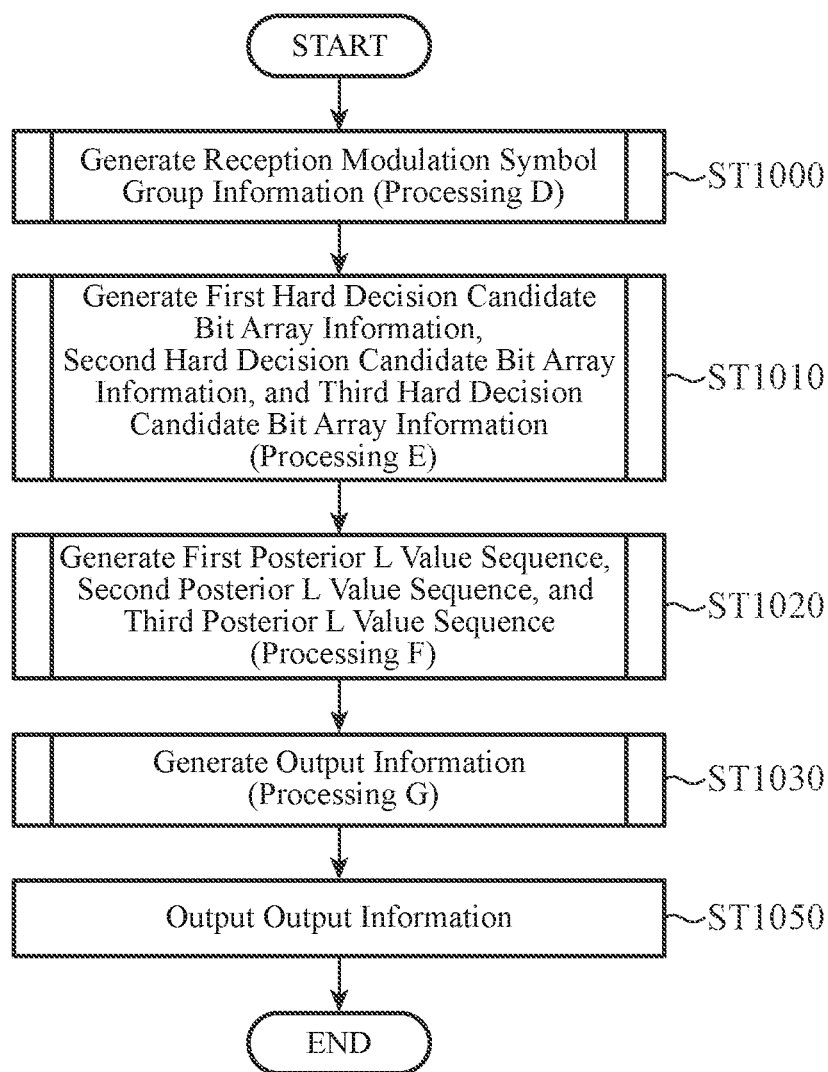 START
Generate Reception Modulation Symbol
Group Information (Processing D)
ST1000
Generate First Hard Decision Candidate
Bit Array Information,
Second Hard Decision Candidate Bit Array
Information, and Third Hard Decision
Candidate Bit Array Information
(Processing E)
ST1010
Generate First Posterior L Value Sequence,
Second Posterior L Value Sequence, and
Third Posterior L Value Sequence
(Processing F)
ST1020
Generate Output Information
(Processing G)
ST1030
Output Output Information
ST1050
END